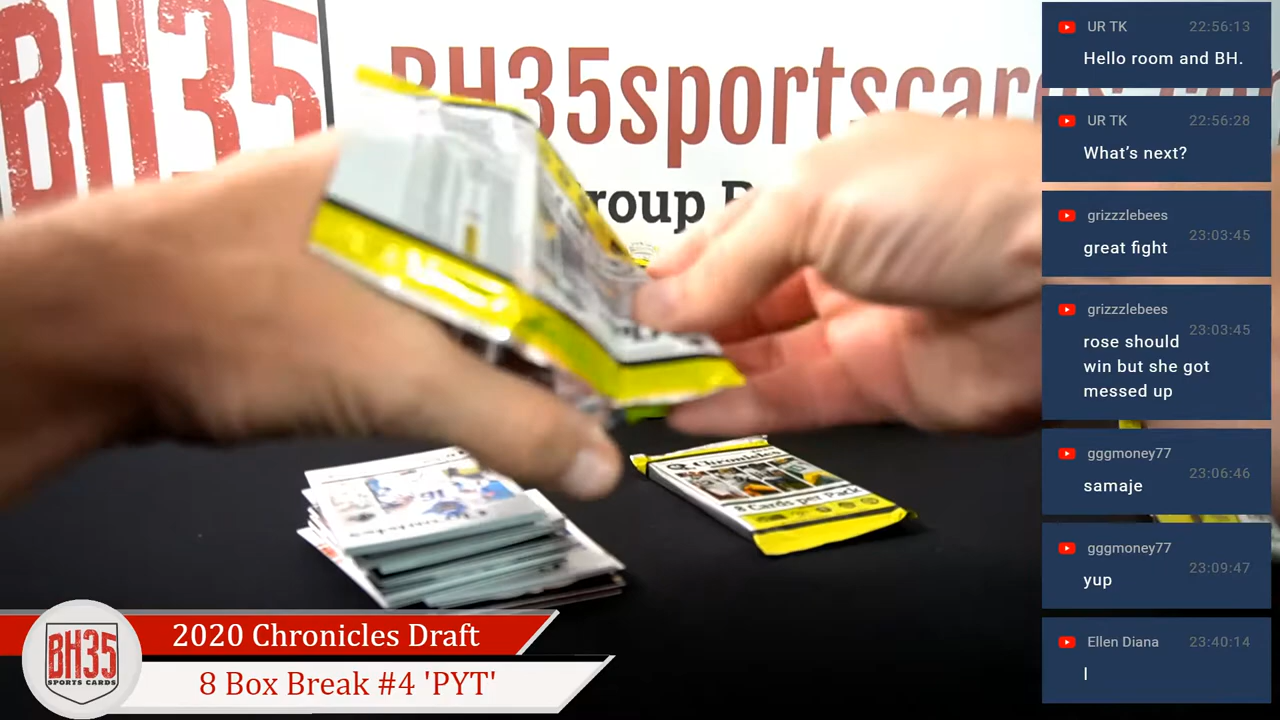 BH35
BH35sportscar
roup
UR TK 22:56:13
Hello room and BH.
UR TK 22:56:28
What's next?
grizzzlebees
23:03:45
great fight
grizzzlebees
23:03:45
rose should
win but she got
messed up
gggmoney77
23:06:46
samaje
gggmoney77
23:09:47
yup
Ellen Diana 23:40:14
l
Chronicles
8 Cards per Pack
BH35
SPORTS CARDS
2020 Chronicles Draft
8 Box Break #4 'PYT'